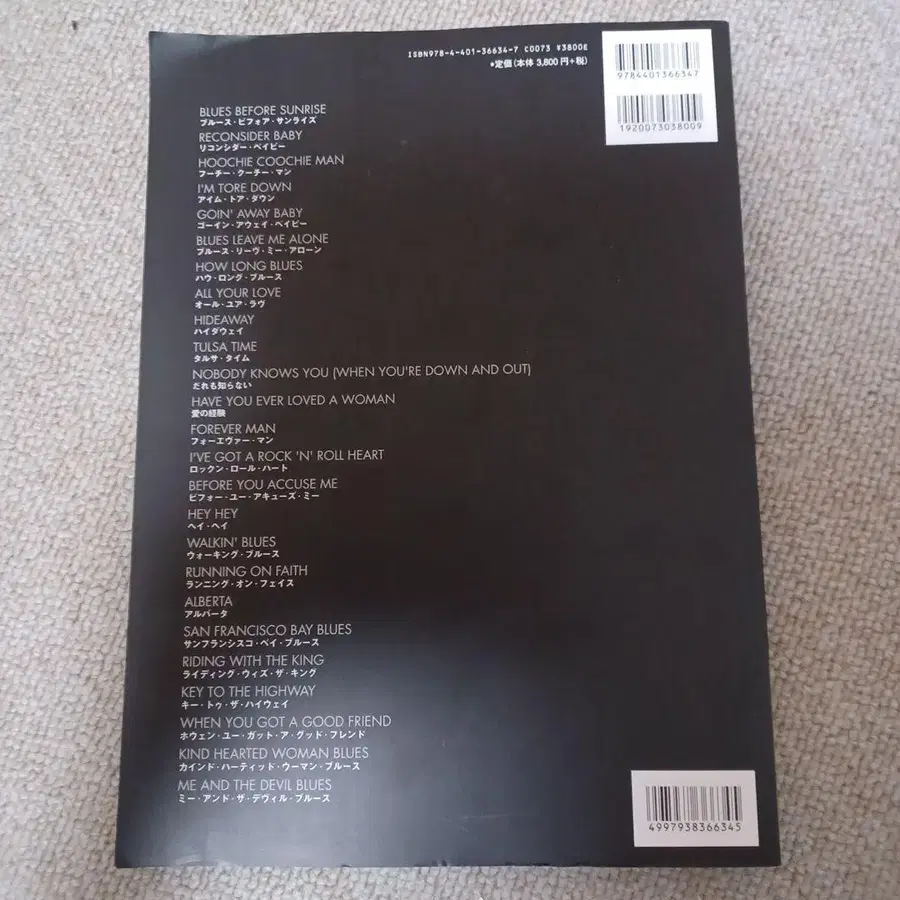 ISBN978-4-401-36634-7 C0073 ¥3800E
*定価(本体 3,800円+税)
9784401366347
1920073038009
BLUES BEFORE SUNRISE
ブルース・ビフォア・サンライズ
RECONSIDER BABY
リコンシダー・ベイビー
HOOCHIE COOCHIE MAN
フーチー・クーチー・マン
I'M TORE DOWN
アイム・トア・ダウン
GOIN' AWAY BABY
ゴーイン・アウェイ・ベイビー
BLUES LEAVE ME ALONE
ブルース・リーヴ・ミー・アローン
HOW LONG BLUES
ハウ・ロング・ブルース
ALL YOUR LOVE
オール・ユア・ラヴ
HIDEAWAY
ハイダウェイ
TULSA TIME
タルサ・タイム
NOBODY KNOWS YOU (WHEN YOU'RE DOWN AND OUT)
だれも知らない
HAVE YOU EVER LOVED A WOMAN
愛の経験
FOREVER MAN
フォーエヴァー・マン
I'VE GOT A ROCK 'N' ROLL HEART
ロックン・ロール・ハート
BEFORE YOU ACCUSE ME
ビフォー・ユー・アキューズ・ミー
HEY HEY
ヘイ・ヘイ
WALKIN' BLUES
ウォーキング・ブルース
RUNNING ON FAITH
ランニング・オン・フェイス
ALBERTA
アルバータ
SAN FRANCISCO BAY BLUES
サンフランシスコ・ベイ・ブルース
RIDING WITH THE KING
ライディング・ウィズ・ザ・キング
KEY TO THE HIGHWAY
キー・トゥ・ザ・ハイウェイ
WHEN YOU GOT A GOOD FRIEND
ホウェン・ユー・ガット・ア・グッド・フレンド
KIND HEARTED WOMAN BLUES
カインド・ハーティッド・ウーマン・ブルース
ME AND THE DEVIL BLUES
ミー・アンド・ザ・デヴィル・ブルース
4997938366345